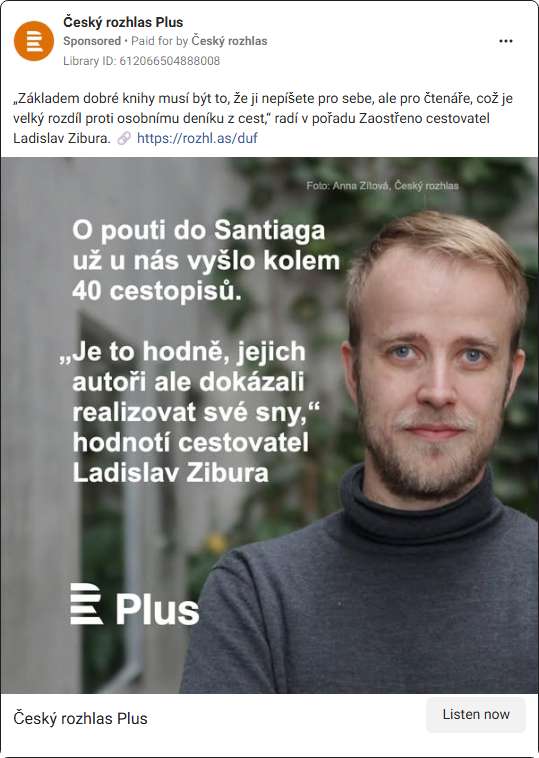 Český rozhlas Plus
Sponsored • Paid for by Český rozhlas
Library ID: 612066504888008
„Základem dobré knihy musí být to, že ji nepíšete pro sebe, ale pro čtenáře, což je
velký rozdíl proti osobnímu deníku z cest,“ radí v pořadu Zaostřeno cestovatel
Ladislav Zibura. 🔗 https://rozhl.as/duf
Foto: Anna Zítová, Český rozhlas
O pouti do Santiaga
už u nás vyšlo kolem
40 cestopisů.
„Je to hodně, jejich
autoři ale dokázali
realizovat své sny,“
hodnotí cestovatel
Ladislav Zibura
Plus
Český rozhlas Plus
Listen now